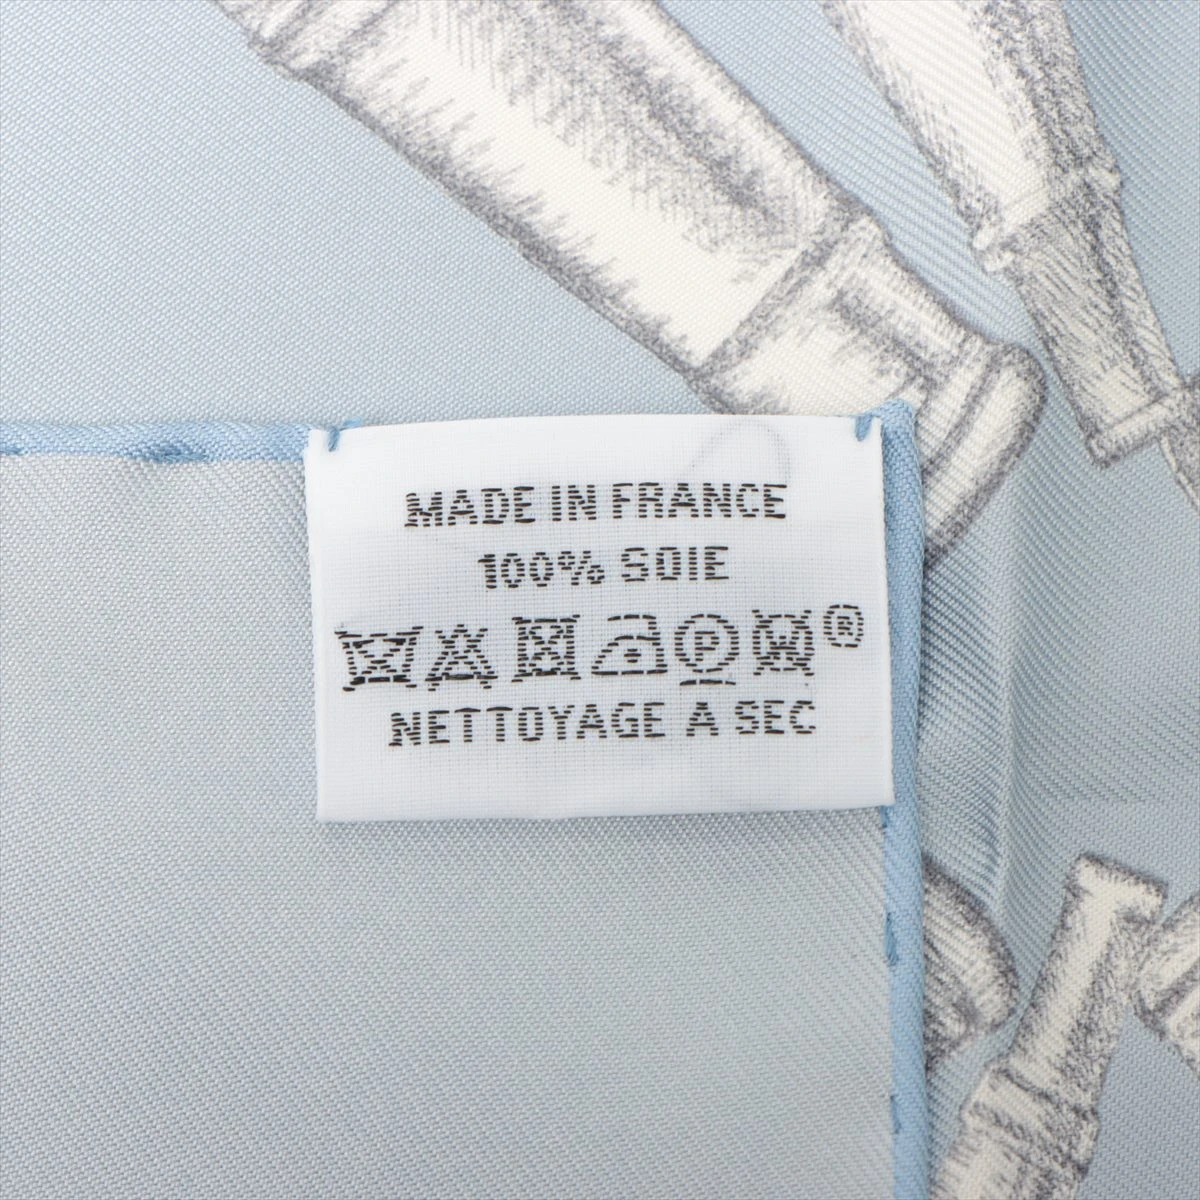 MADE IN FRANCE
100% SOIE
P W ®
NETTOYAGE A SEC